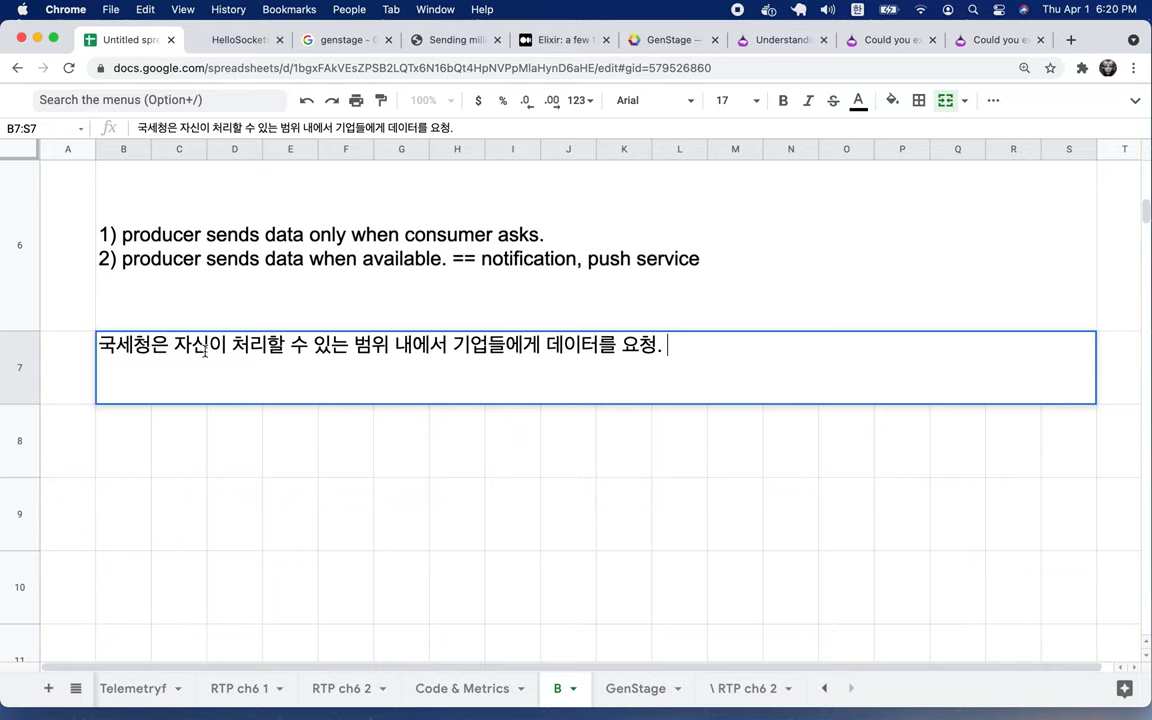 Chrome File Edit View History Bookmarks People Tab Window Help 한 Thu Apr 1 6:20 PM
Untitled spre HelloSocket genstage - G Sending milli Elixir: a few t GenStage — Understandi Could you ex Could you ex
docs.google.com/spreadsheets/d/1bgxFAkVEsZPSB2LQTx6N16bQt4HpNVPpMlaHynD6aHE/edit#gid=579526860
Search the menus (Option+/) 100% $ % .0 .00 123 Arial 17 B I S A
B7:S7 fx 국세청은 자신이 처리할 수 있는 범위 내에서 기업들에게 데이터를 요청.
A B C D E F G H I J K L M N O P Q R S T
6
1) producer sends data only when consumer asks.
2) producer sends data when available. == notification, push service
7 국세청은 자신이 처리할 수 있는 범위 내에서 기업들에게 데이터를 요청.
8
9
10
11
Telemetryf RTP ch6 1 RTP ch6 2 Code & Metrics B GenStage \ RTP ch6 2